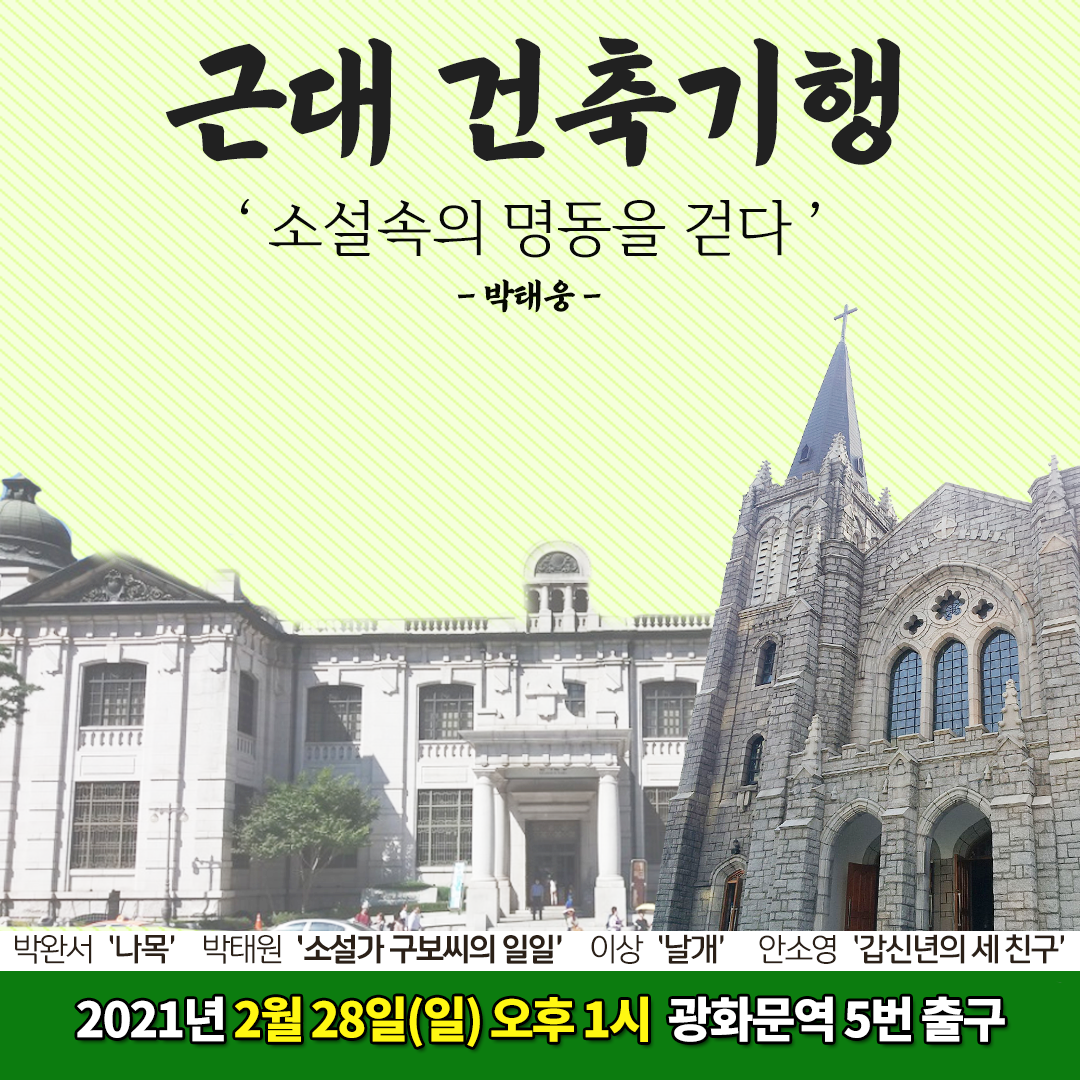 근대 건축기행
‘ 소설속의 명동을 걷다 ’
- 박태웅 -
박완서 '나목' 박태원 '소설가 구보씨의 일일' 이상 '날개' 안소영 '갑신년의 세 친구'
2021년 2월 28일(일) 오후 1시 광화문역 5번 출구